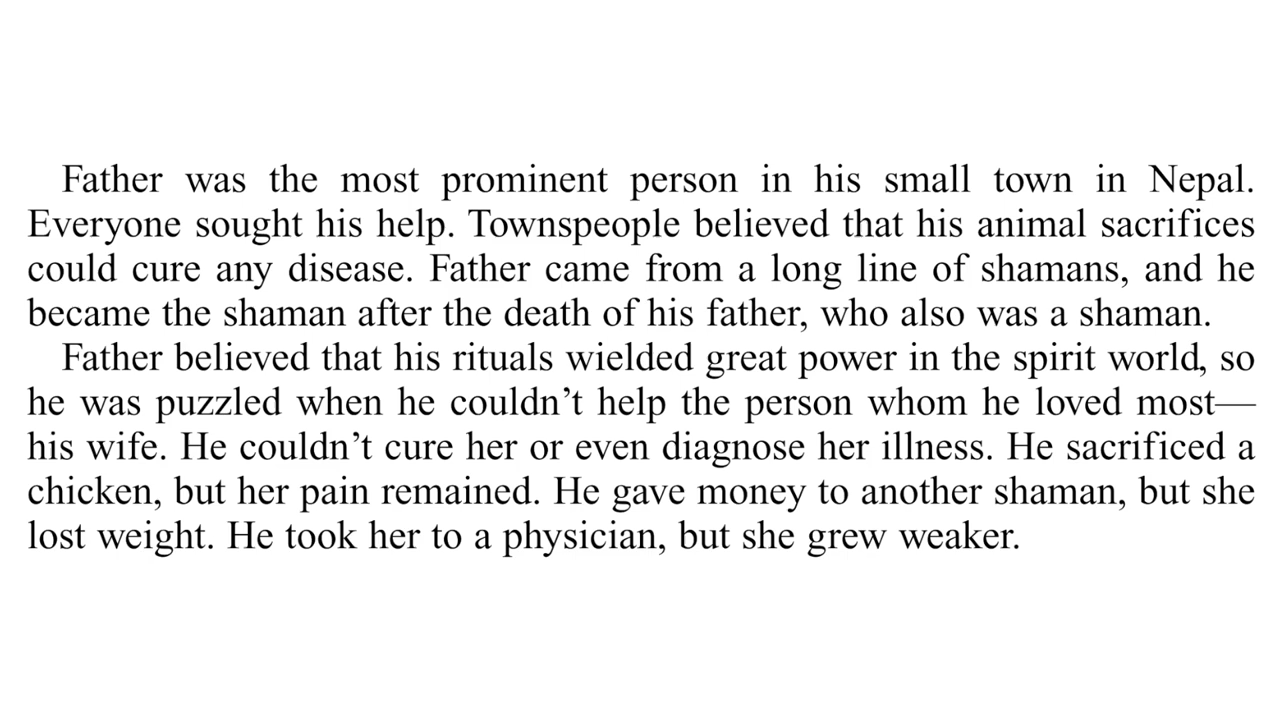 Father was the most prominent person in his small town in Nepal.
Everyone sought his help. Townspeople believed that his animal sacrifices
could cure any disease. Father came from a long line of shamans, and he
became the shaman after the death of his father, who also was a shaman.
Father believed that his rituals wielded great power in the spirit world, so
he was puzzled when he couldn’t help the person whom he loved most—
his wife. He couldn’t cure her or even diagnose her illness. He sacrificed a
chicken, but her pain remained. He gave money to another shaman, but she
lost weight. He took her to a physician, but she grew weaker.